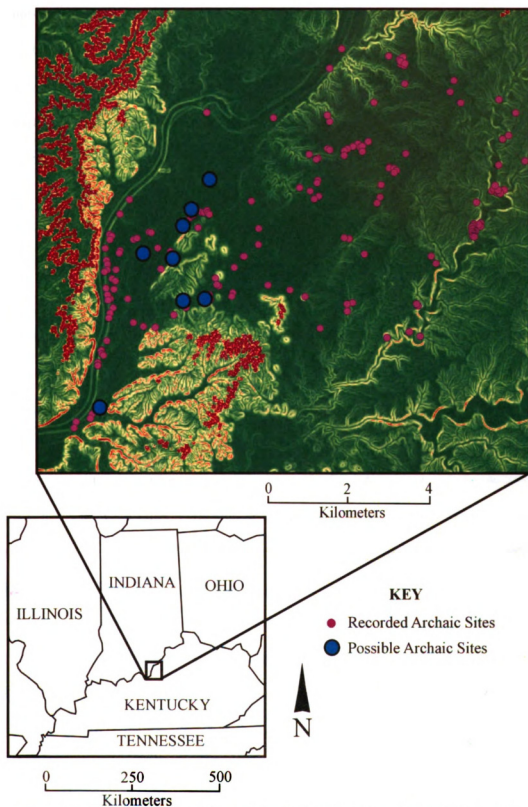 0 2 4
Kilometers
INDIANA
OHIO
ILLINOIS
KENTUCKY
TENNESSEE
KEY
Recorded Archaic Sites
Possible Archaic Sites
N
0 250 500
Kilometers